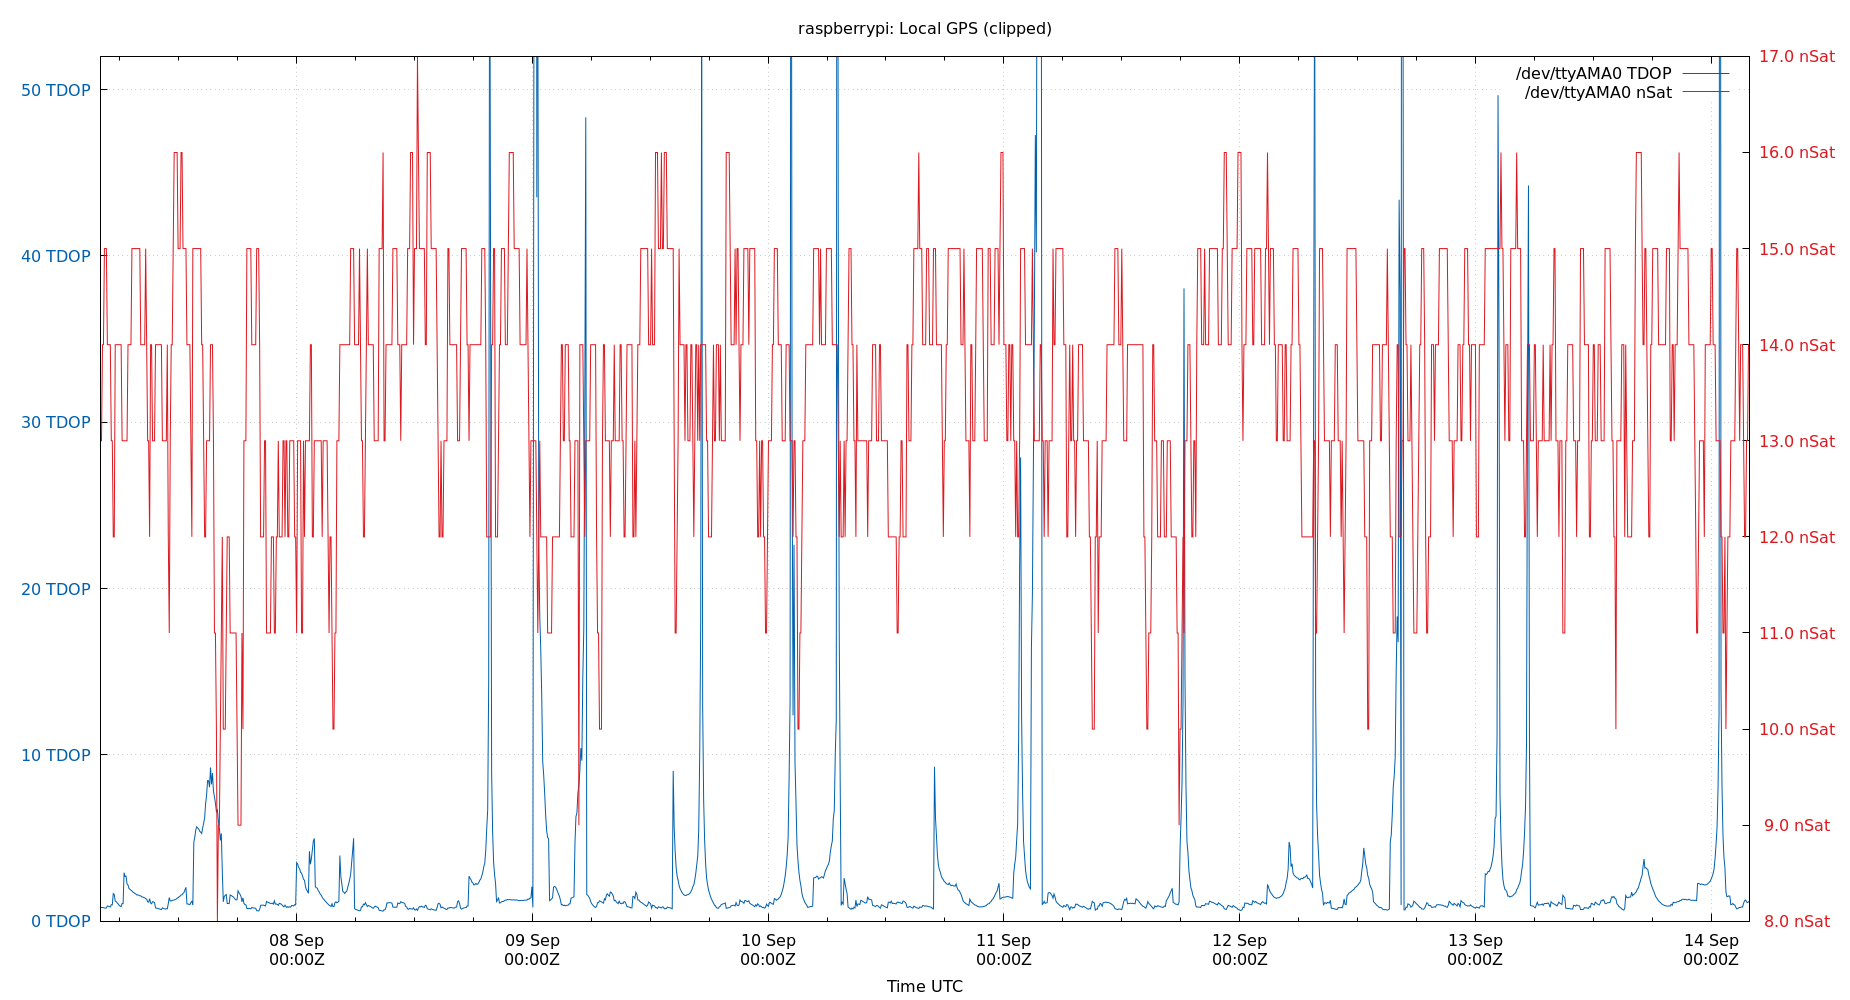 raspberrypi: Local GPS (clipped)
/dev/ttyAMA0 TDOP
/dev/ttyAMA0 nSat
50 TDOP
40 TDOP
30 TDOP
20 TDOP
10 TDOP
0 TDOP
17.0 nSat
16.0 nSat
15.0 nSat
14.0 nSat
13.0 nSat
12.0 nSat
11.0 nSat
10.0 nSat
9.0 nSat
8.0 nSat
08 Sep
00:00Z
09 Sep
00:00Z
10 Sep
00:00Z
11 Sep
00:00Z
12 Sep
00:00Z
13 Sep
00:00Z
14 Sep
00:00Z
Time UTC